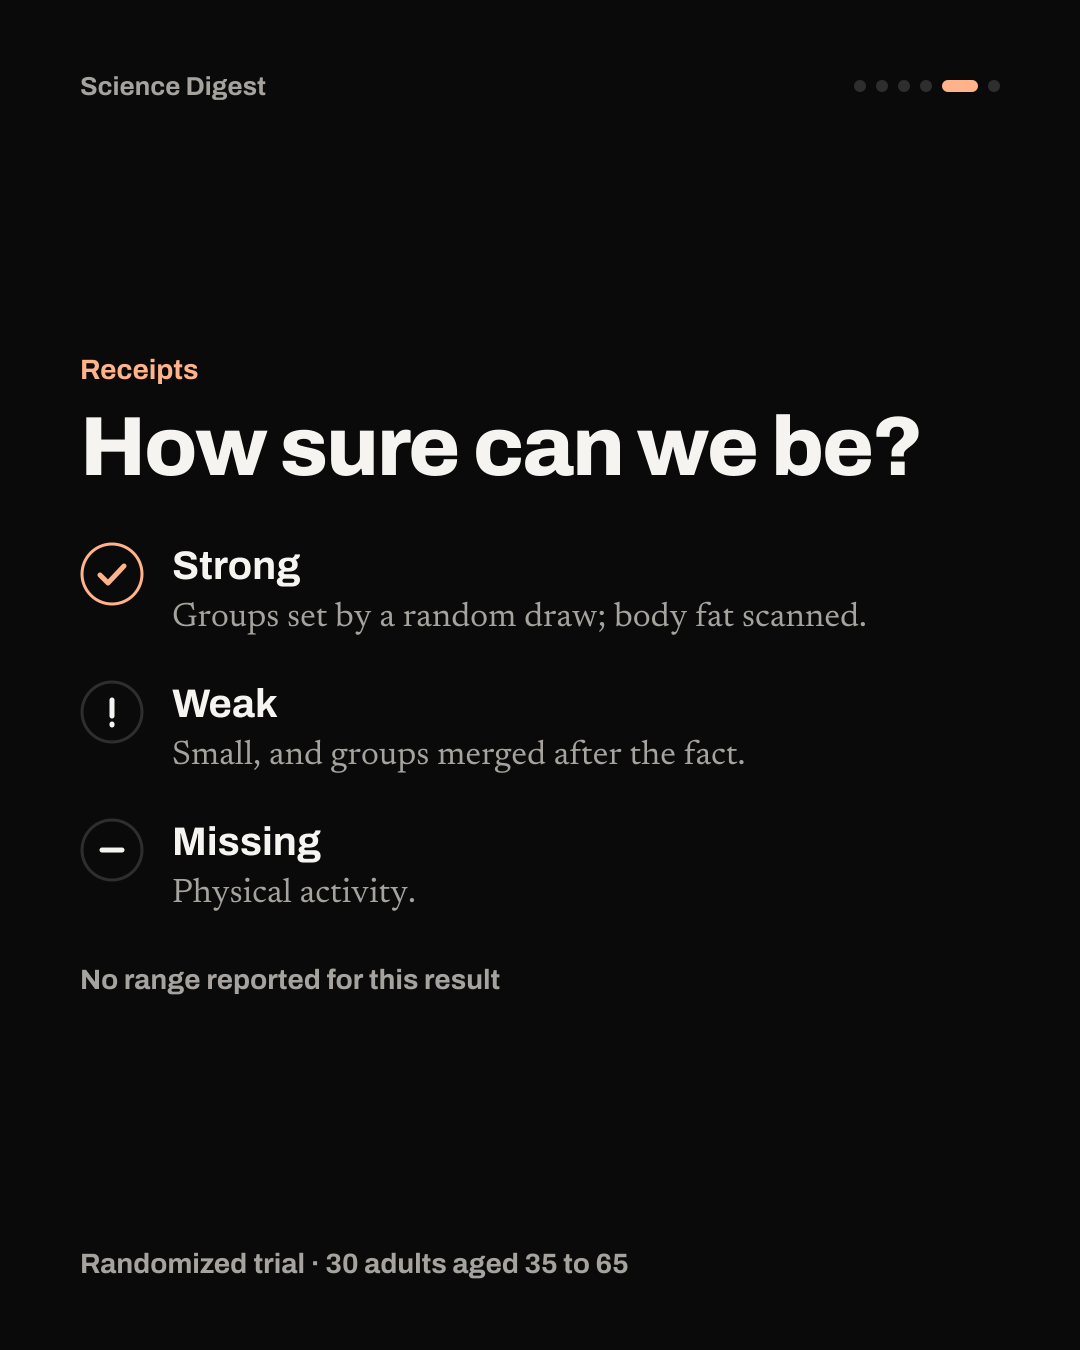 Science Digest
Receipts
How sure can we be?
Strong
Groups set by a random draw; body fat scanned.
Weak
Small, and groups merged after the fact.
Missing
Physical activity.
No range reported for this result
Randomized trial · 30 adults aged 35 to 65